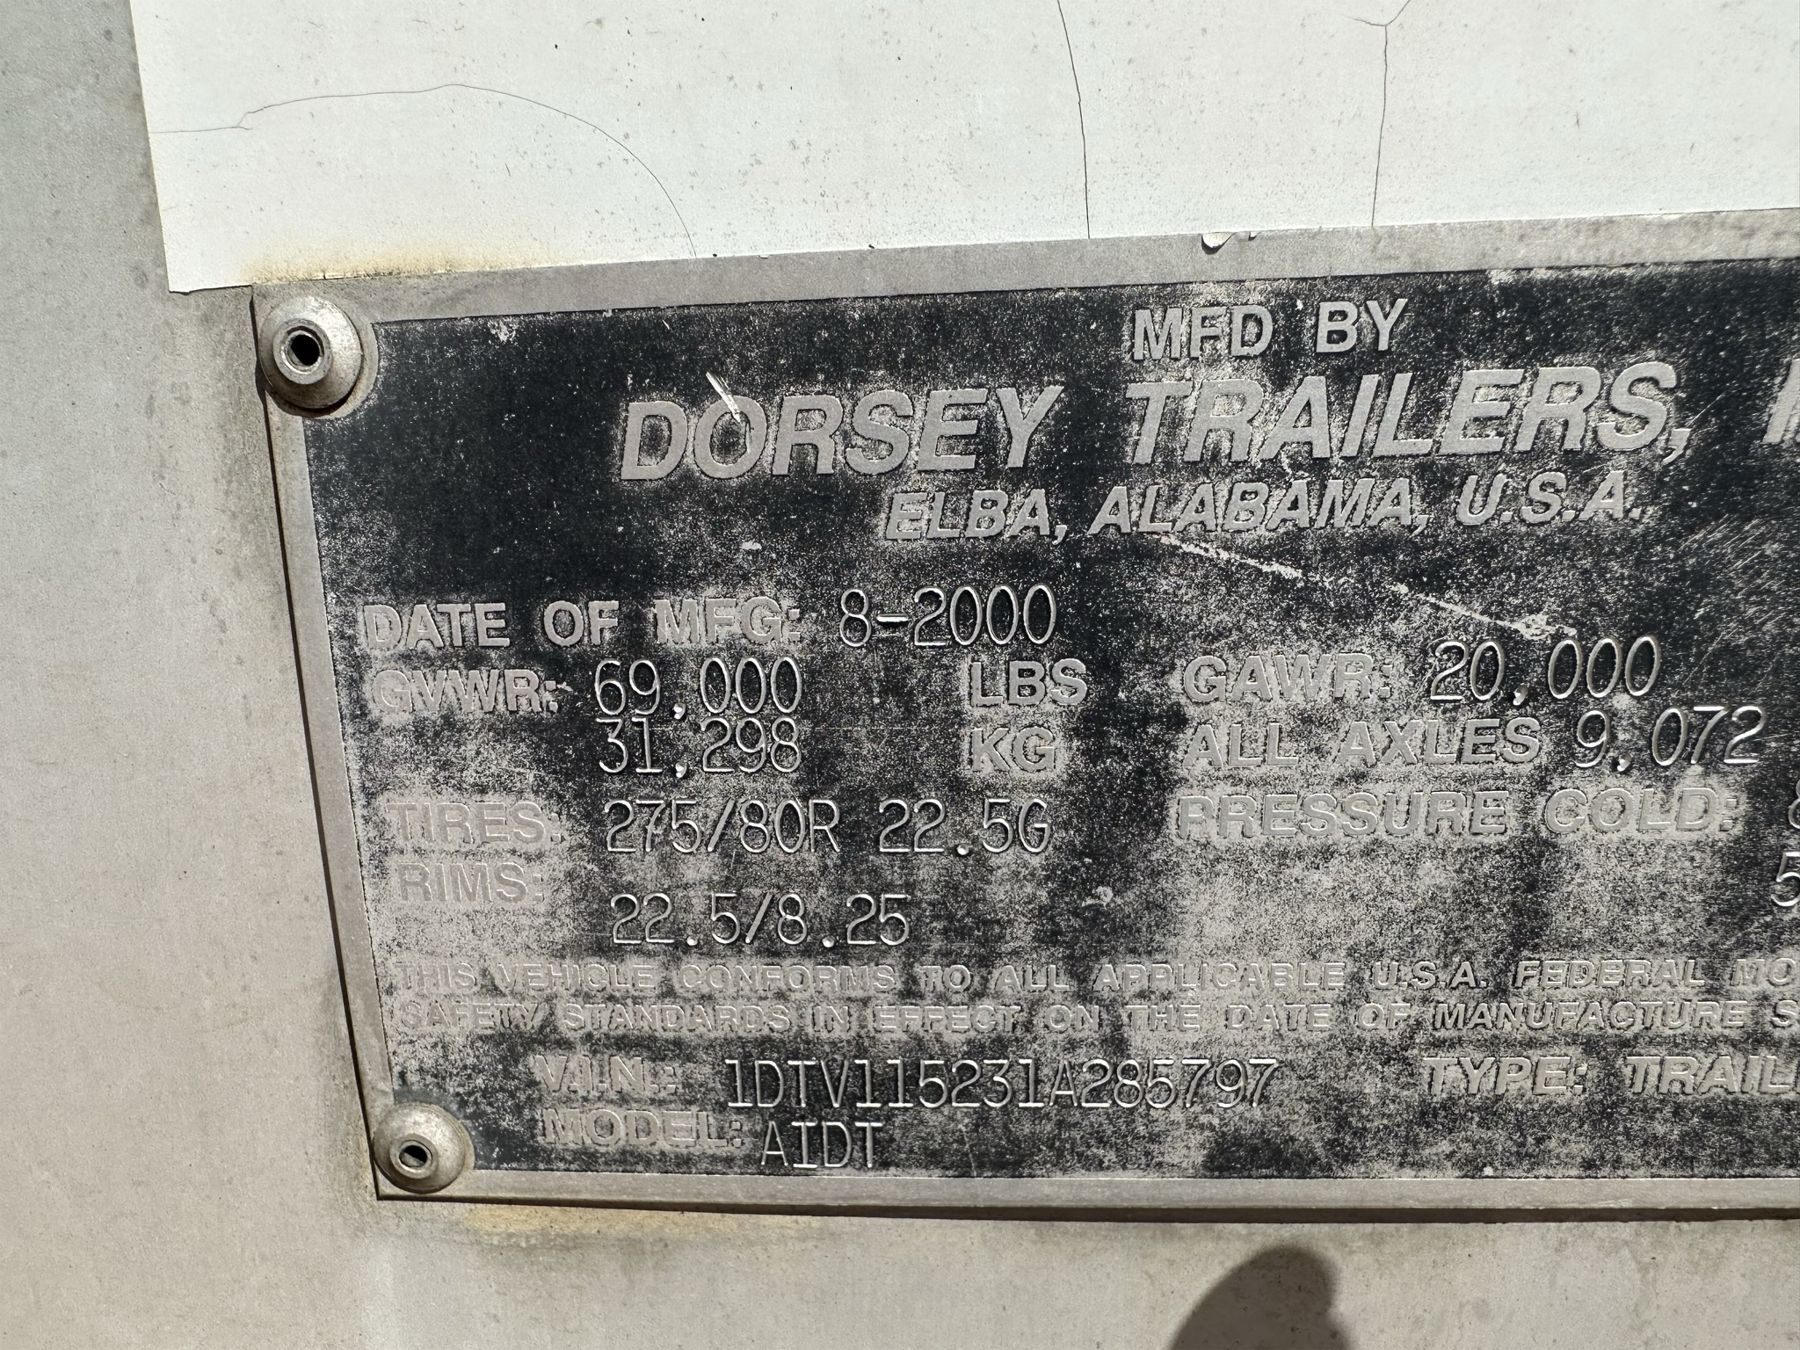 MFD BY
DORSEY TRAILERS,
ELBA, ALABAMA, U.S.A.
DATE OF MFG: 8-2000
GVWR: 69,000 LBS GAWR: 20,000
31,298 KG ALL AXLES 9,072
TIRES: 275/80R 22.5G PRESSURE COLD:
RIMS: 22.5/8.25
THIS VEHICLE CONFORMS TO ALL APPLICABLE U.S.A. FEDERAL MO
SAFETY STANDARDS IN EFFECT ON THE DATE OF MANUFACTURE S
V.I.N.: 1DTV115231A285797 TYPE: TRAIL
MODEL: AIDT